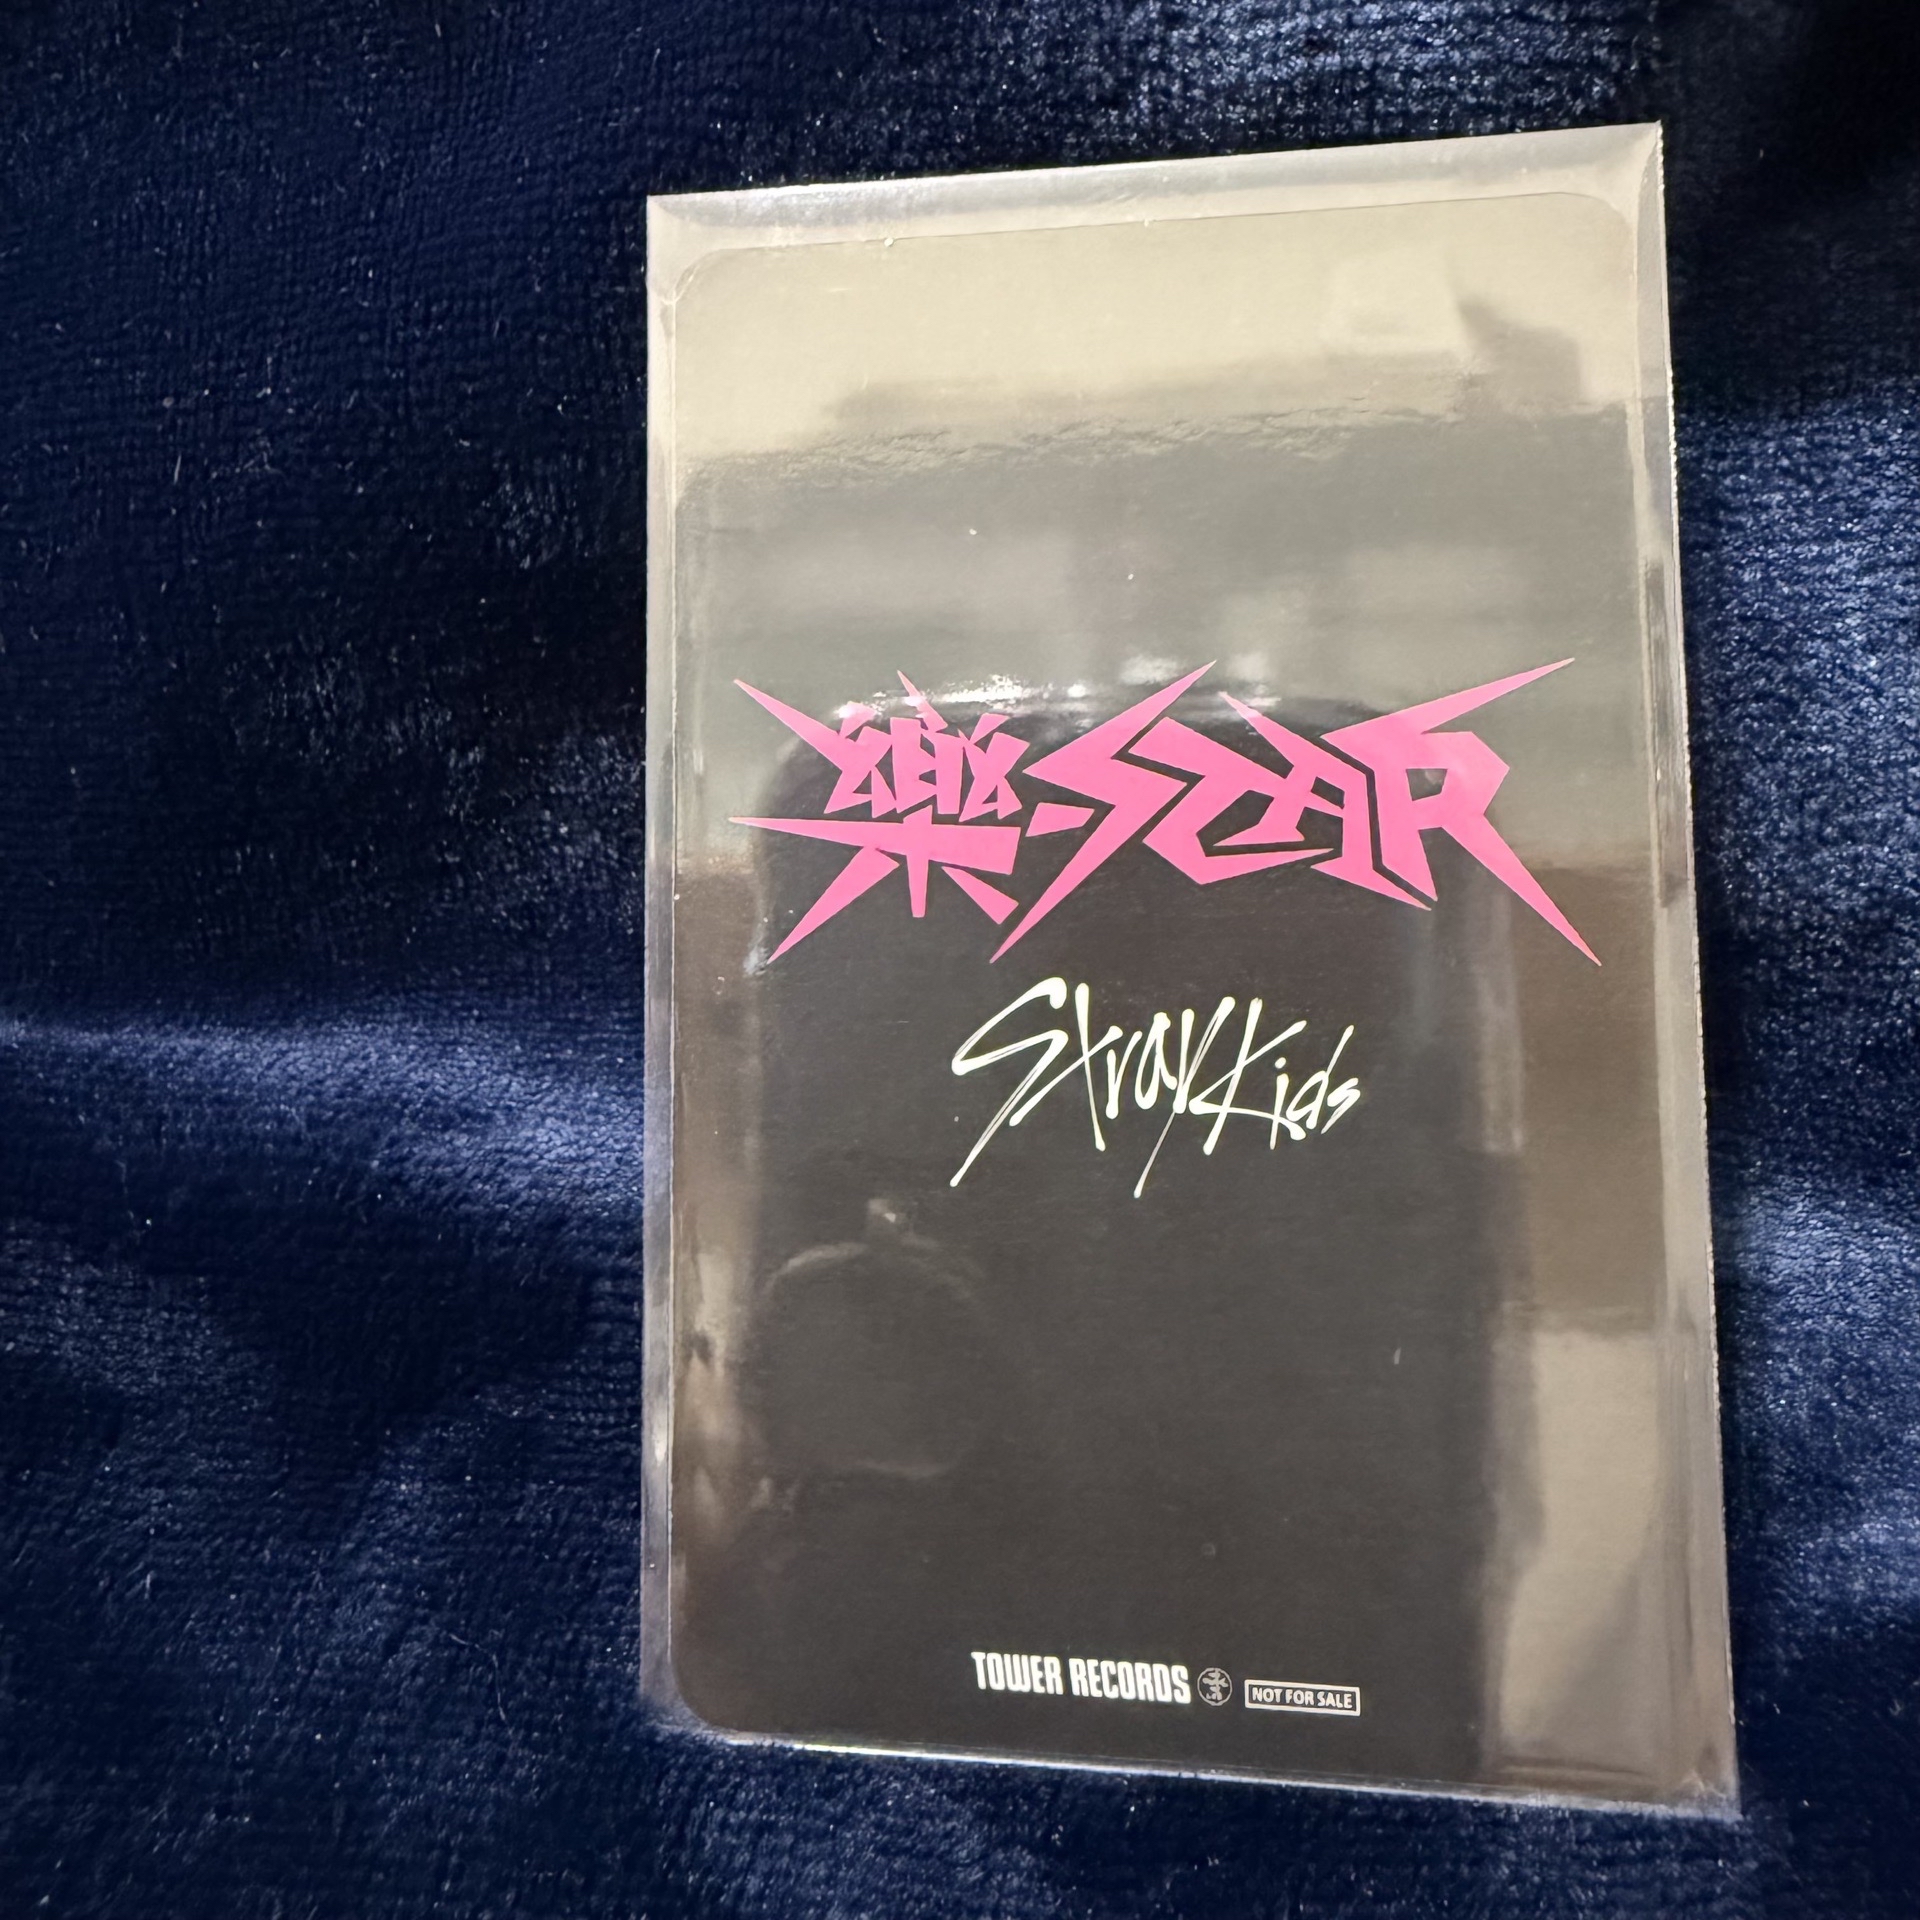 樂-STAR
Stray Kids
TOWER RECORDS NOT FOR SALE